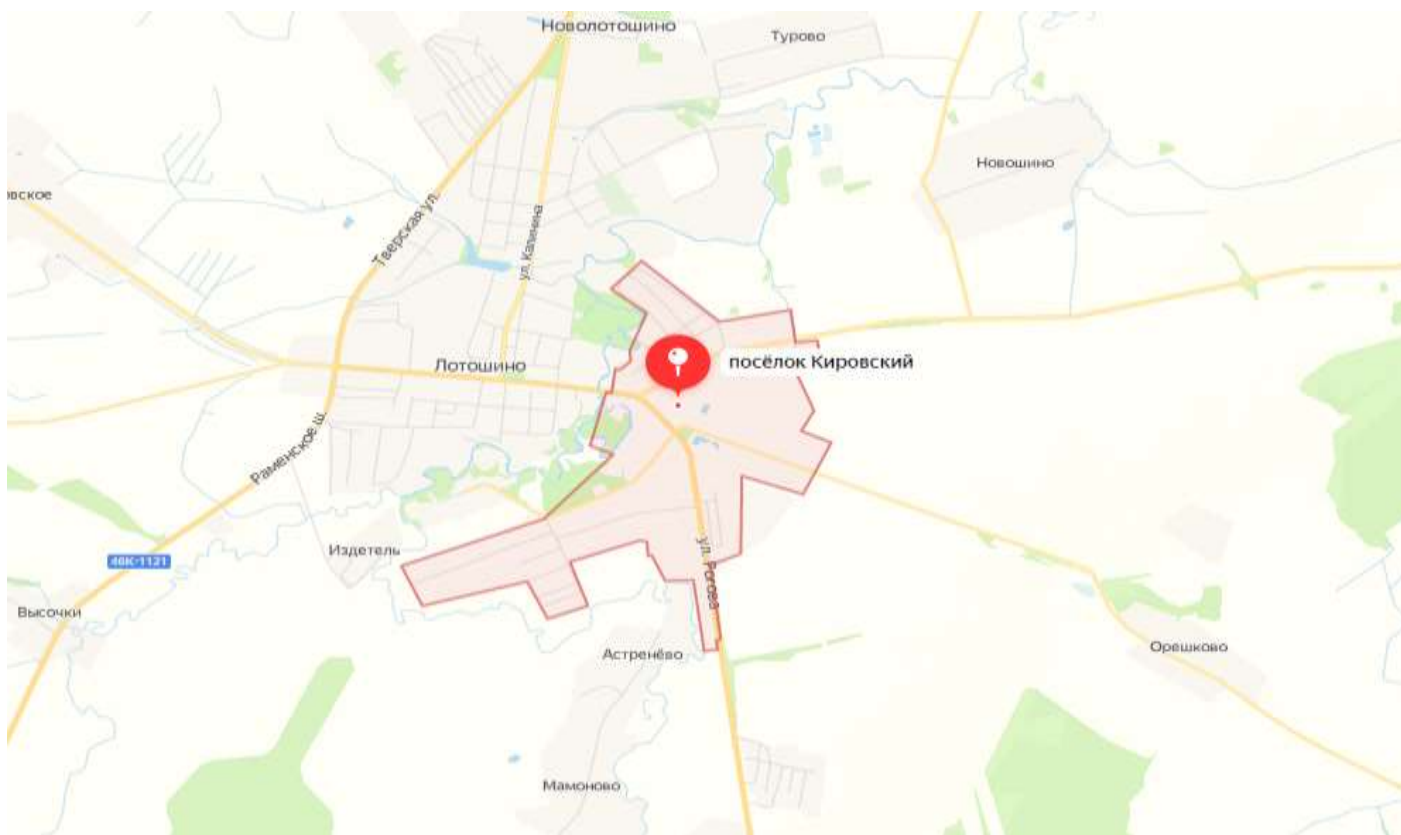 Новолотошино
Турово
Новошино
Тверская ул.
ул. Калинина
Лотошино
посёлок Кировский
Раменское ш.
Издетель
46К-1121
ул. Рогова
Высочки
Астренёво
Орешково
Мамоново